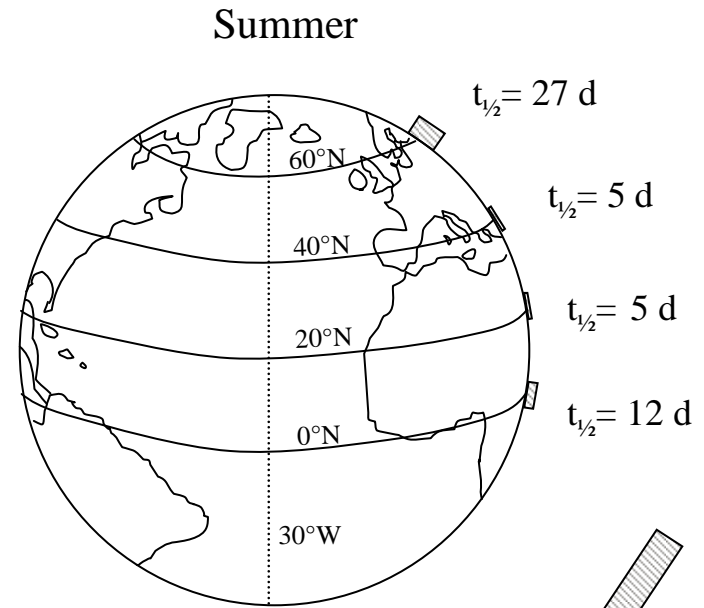 Summer
t½= 27 d
60°N
t½= 5 d
40°N
t½= 5 d
20°N
t½= 12 d
0°N
30°W